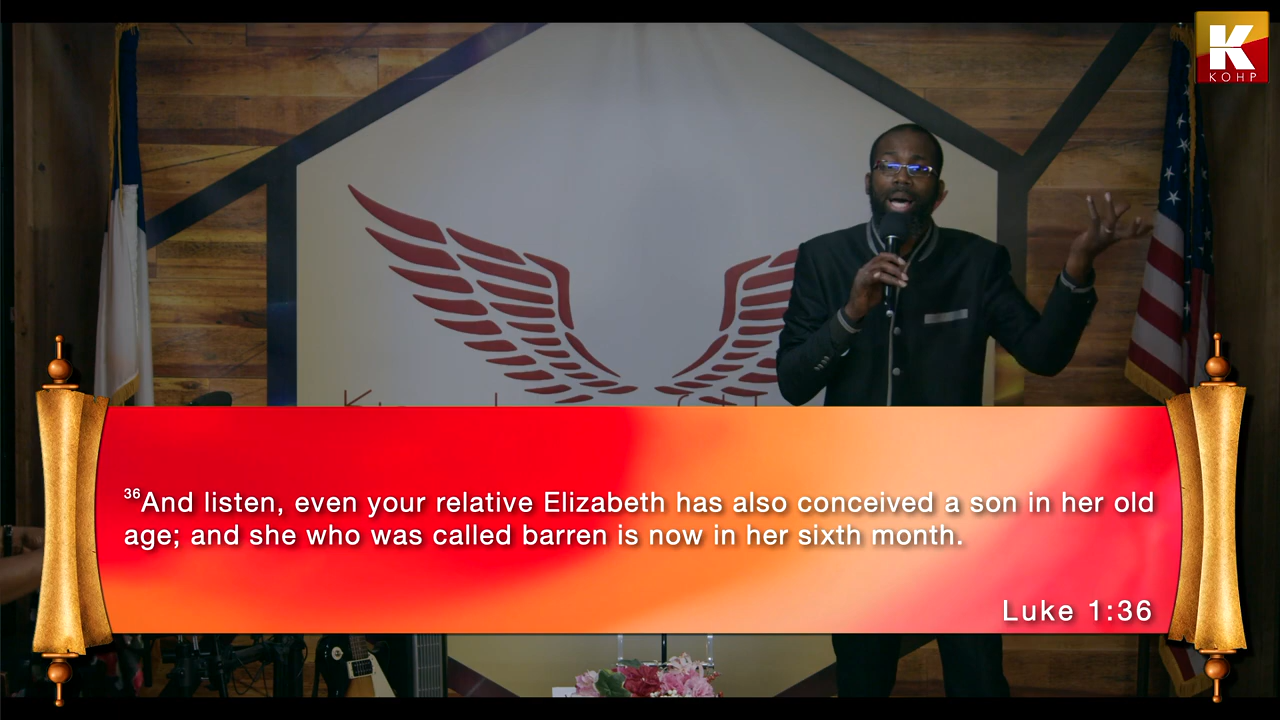 K
KOHP
³⁶And listen, even your relative Elizabeth has also conceived a son in her old
age; and she who was called barren is now in her sixth month.
Luke 1:36